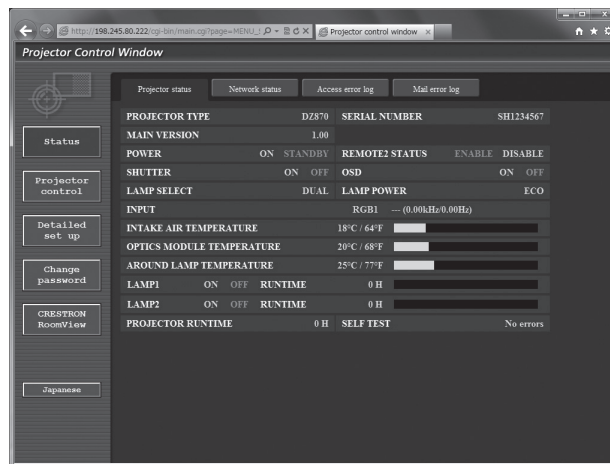 http://198.245.80.222/cgi-bin/main.cgi?page=MENU_
Projector control window
Projector Control Window
Projector status Network status Access error log Mail error log
Status
Projector control
Detailed set up
Change password
CRESTRON RoomView
Japanese
PROJECTOR TYPE DZ870 SERIAL NUMBER SH1234567
MAIN VERSION 1.00
POWER ON STANDBY REMOTE2 STATUS ENABLE DISABLE
SHUTTER ON OFF OSD ON OFF
LAMP SELECT DUAL LAMP POWER ECO
INPUT RGB1 --- (0.00kHz/0.00Hz)
INTAKE AIR TEMPERATURE 18°C / 64°F
OPTICS MODULE TEMPERATURE 20°C / 68°F
AROUND LAMP TEMPERATURE 25°C / 77°F
LAMP1 ON OFF RUNTIME 0 H
LAMP2 ON OFF RUNTIME 0 H
PROJECTOR RUNTIME 0 H SELF TEST No errors